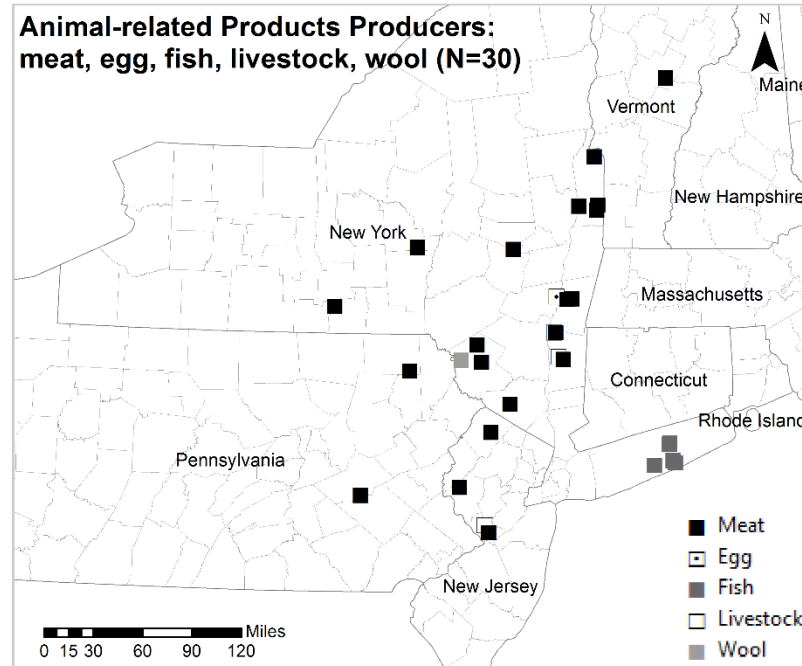 Animal-related Products Producers:
meat, egg, fish, livestock, wool (N=30)
N
Maine
Vermont
New Hampshire
New York
Massachusetts
Connecticut
Rhode Island
Pennsylvania
New Jersey
Meat
Egg
Fish
Livestock
Wool
Miles
0 15 30 60 90 120